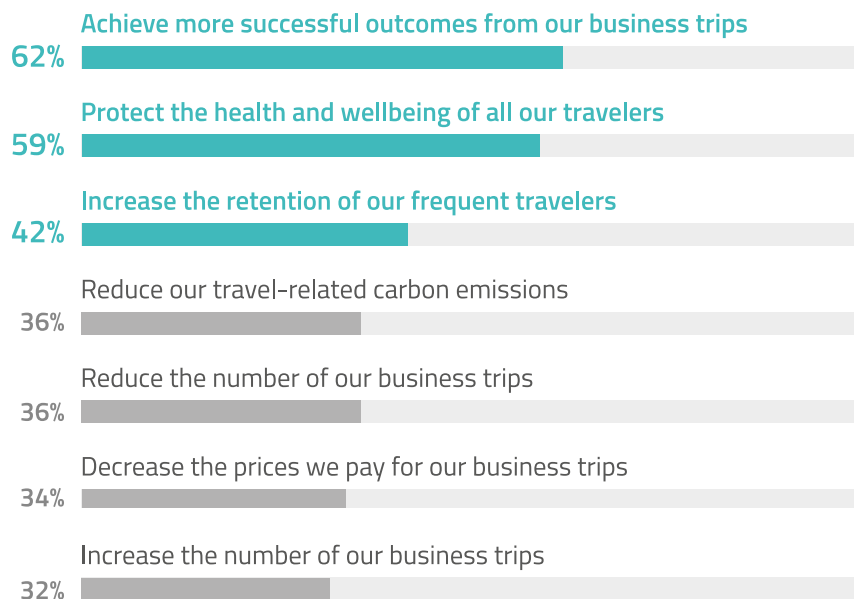 Achieve more successful outcomes from our business trips
62%
Protect the health and wellbeing of all our travelers
59%
Increase the retention of our frequent travelers
42%
Reduce our travel-related carbon emissions
36%
Reduce the number of our business trips
36%
Decrease the prices we pay for our business trips
34%
Increase the number of our business trips
32%